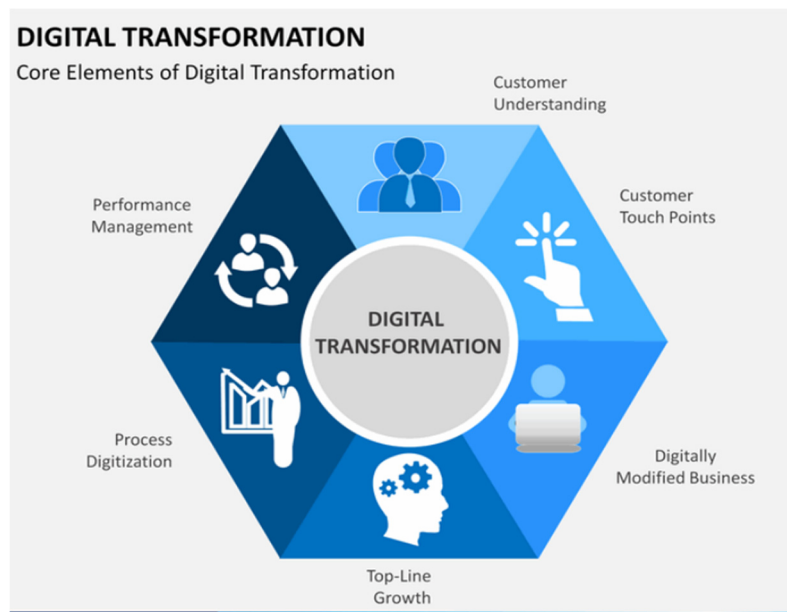 DIGITAL TRANSFORMATION
Core Elements of Digital Transformation
Customer
Understanding
Customer
Touch Points
Digitally
Modified Business
Top-Line
Growth
Process
Digitization
Performance
Management
DIGITAL
TRANSFORMATION